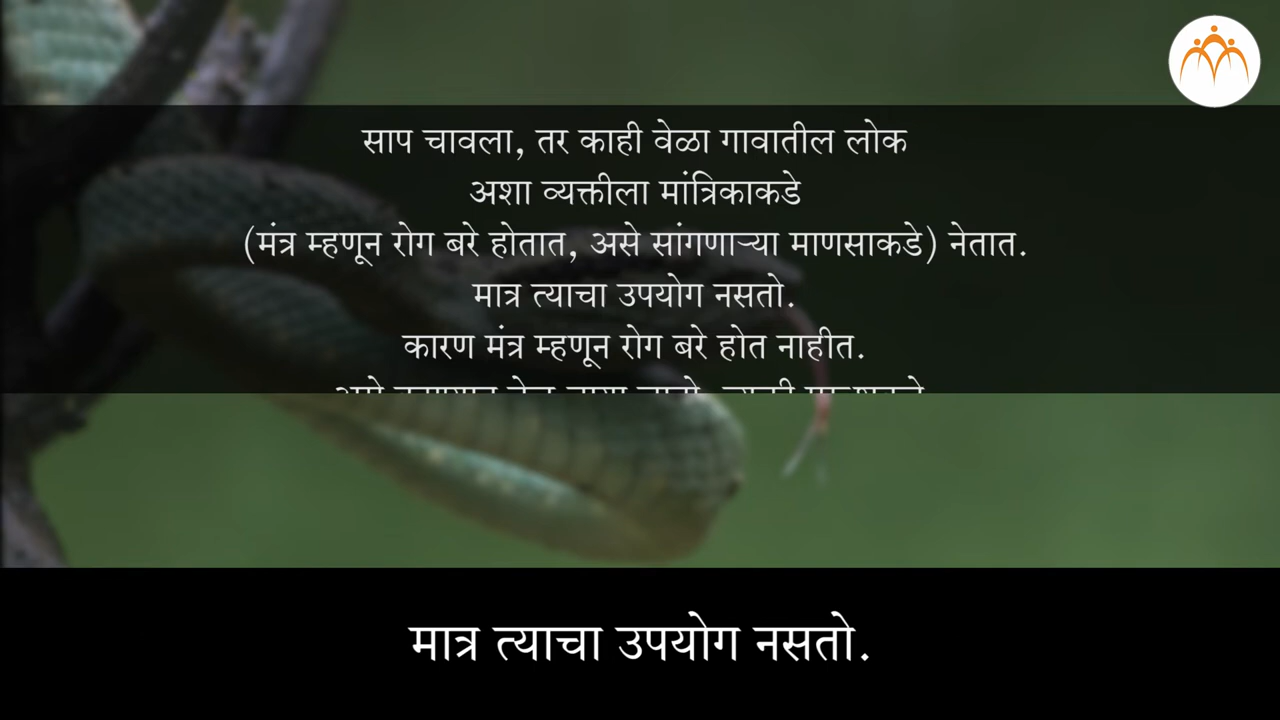 साप चावला, तर काही वेळा गावातील लोक
अशा व्यक्तीला मांत्रिकाकडे
(मंत्र म्हणून रोग बरे होतात, असे सांगणाऱ्या माणसाकडे) नेतात.
मात्र त्याचा उपयोग नसतो.
कारण मंत्र म्हणून रोग बरे होत नाहीत.
मात्र त्याचा उपयोग नसतो.